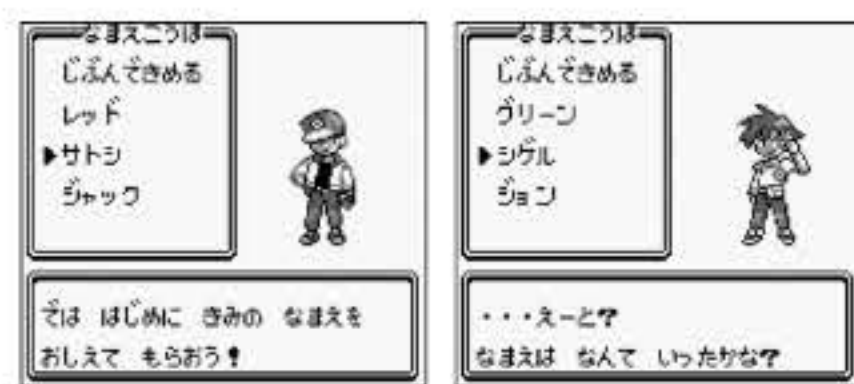 なまえこうほ
じぶんできめる
レッド
サトシ
ジャック
では はじめに きみの なまえを
おしえて もらおう!
なまえこうほ
じぶんできめる
グリーン
シゲル
ジョン
・・・えーと?
なまえは なんて いったかな?